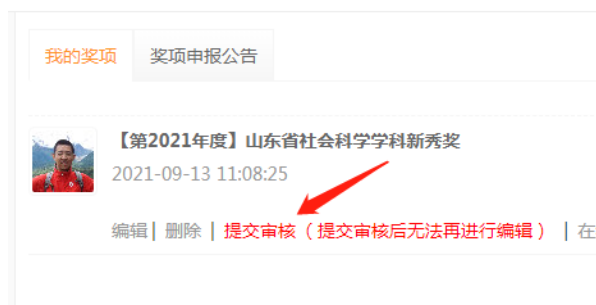 我的奖项 奖项申报公告
【第2021年度】山东省社会科学学科新秀奖
2021-09-13 11:08:25
编辑 | 删除 | 提交审核（提交审核后无法再进行编辑） | 在